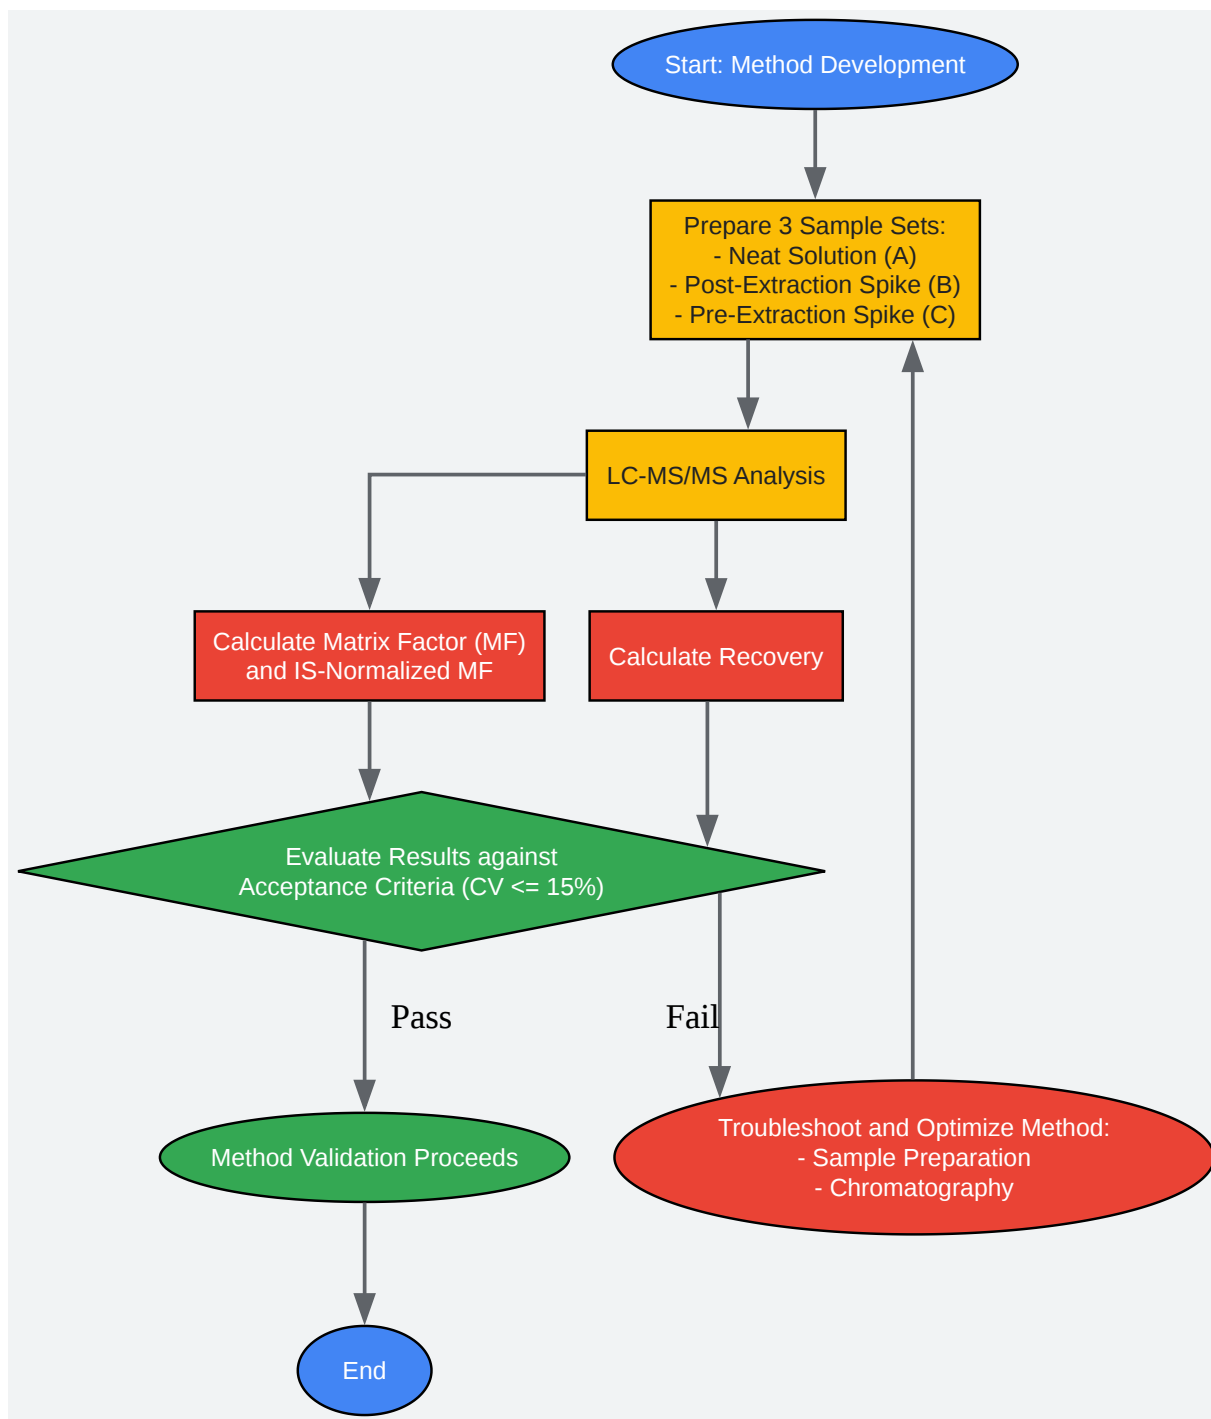 Start: Method Development
Prepare 3 Sample Sets:
- Neat Solution (A)
- Post-Extraction Spike (B)
- Pre-Extraction Spike (C)
LC-MS/MS Analysis
Calculate Matrix Factor (MF)
and IS-Normalized MF
Calculate Recovery
Evaluate Results against
Acceptance Criteria (CV <= 15%)
Pass
Fail
Method Validation Proceeds
Troubleshoot and Optimize Method:
- Sample Preparation
- Chromatography
End